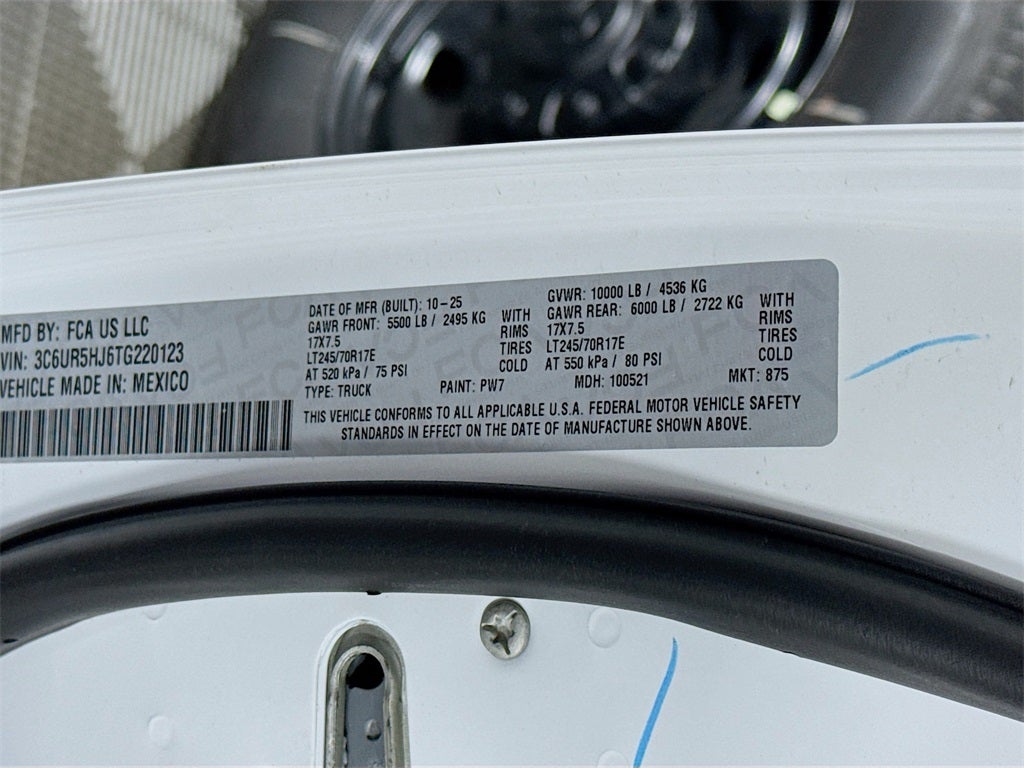 MFD BY: FCA US LLC
VIN: 3C6UR5HJ6TG220123
VEHICLE MADE IN: MEXICO
DATE OF MFR (BUILT): 10-25
GAWR FRONT: 5500 LB / 2495 KG WITH
17X7.5 RIMS
LT245/70R17E TIRES
AT 520 kPa / 75 PSI COLD
GVWR: 10000 LB / 4536 KG
GAWR REAR: 6000 LB / 2722 KG WITH
17X7.5 RIMS
LT245/70R17E TIRES
AT 550 kPa / 80 PSI COLD
TYPE: TRUCK PAINT: PW7 MDH: 100521 MKT: 875
THIS VEHICLE CONFORMS TO ALL APPLICABLE U.S.A. FEDERAL MOTOR VEHICLE SAFETY
STANDARDS IN EFFECT ON THE DATE OF MANUFACTURE SHOWN ABOVE.